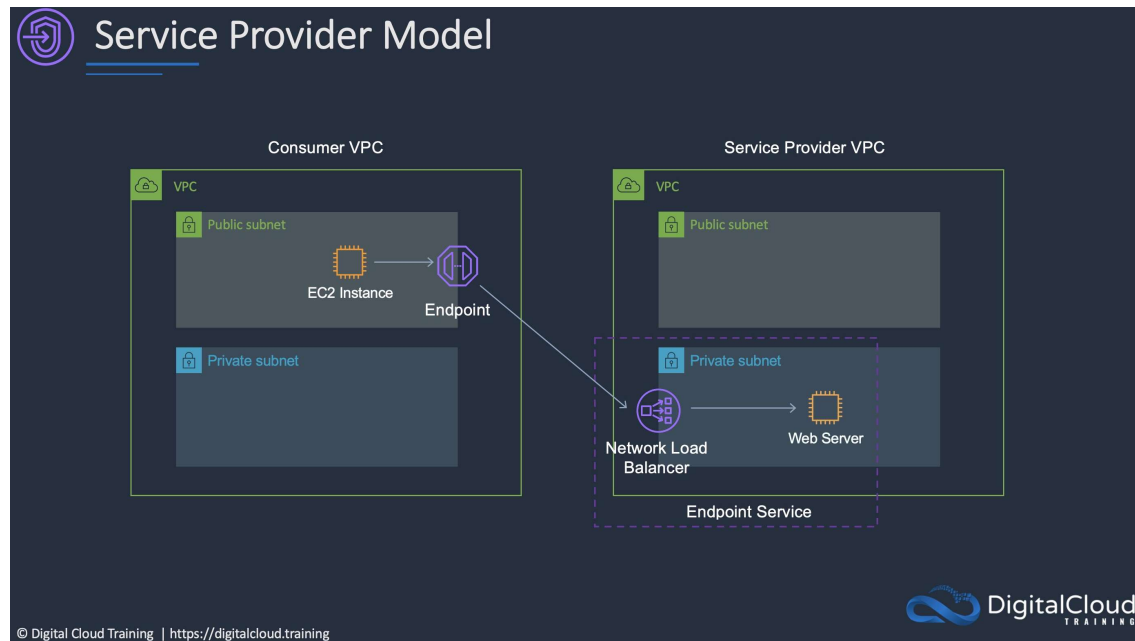 Service Provider Model
Consumer VPC
VPC
Public subnet
EC2 Instance
Endpoint
Private subnet
Service Provider VPC
VPC
Public subnet
Private subnet
Network Load
Balancer
Web Server
Endpoint Service
DigitalCloud
TRAINING
© Digital Cloud Training | https://digitalcloud.training